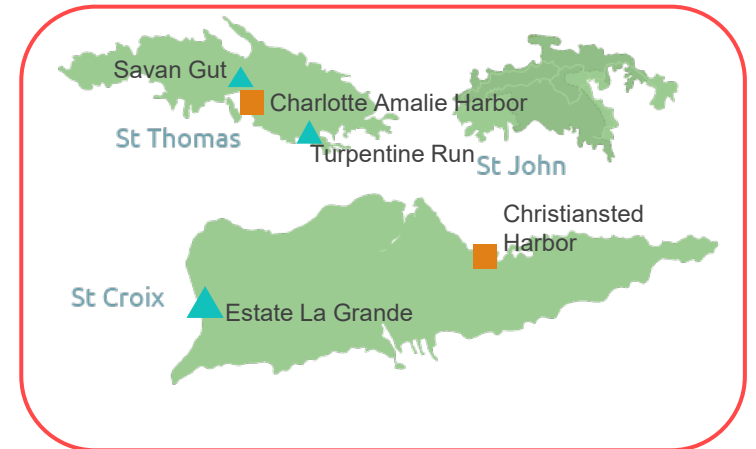 Savan Gut
Charlotte Amalie Harbor
St Thomas
Turpentine Run
St John
Christiansted
Harbor
St Croix
Estate La Grande